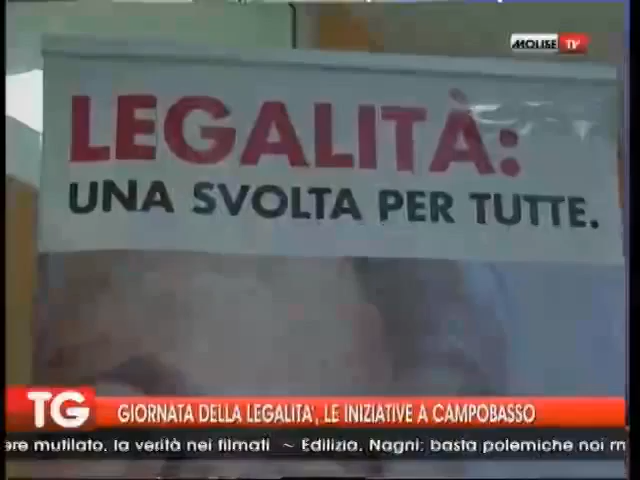 MOLISE TV
LEGALITÀ:
UNA SVOLTA PER TUTTE.
TG GIORNATA DELLA LEGALITA', LE INIZIATIVE A CAMPOBASSO
ere mutilato, la verità nei filmati ~ Edilizia, Nagni: basta polemiche noi